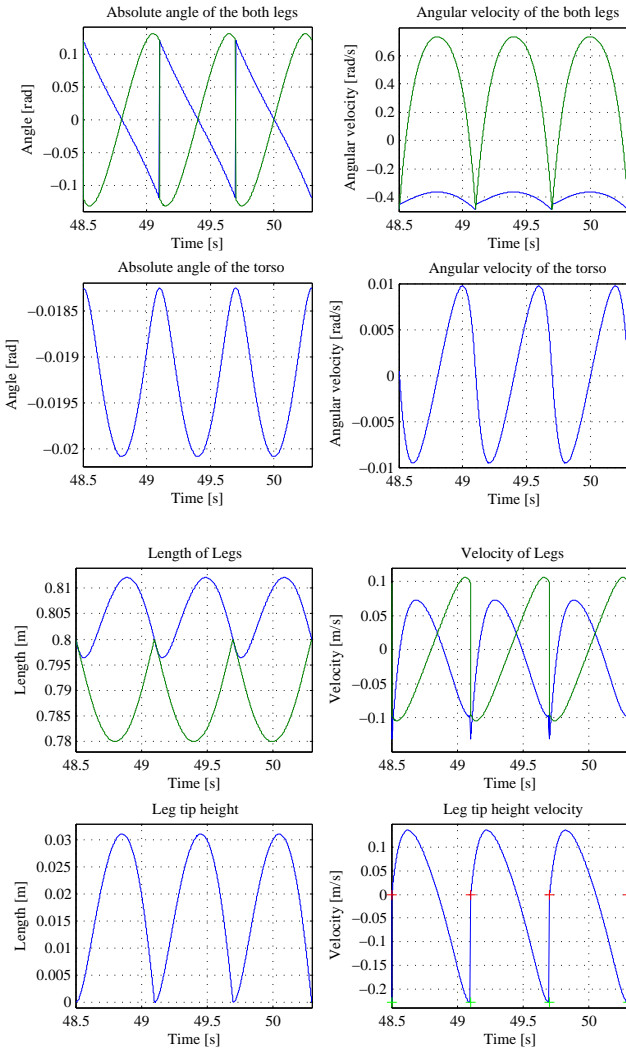 Absolute angle of the both legs
Angle [rad]
0.1
0.05
0
−0.05
−0.1
48.5 49 49.5 50
Time [s]
Angular velocity of the both legs
Angular velocity [rad/s]
0.6
0.4
0.2
0
−0.2
−0.4
48.5 49 49.5 50
Time [s]
Absolute angle of the torso
Angle [rad]
−0.0185
−0.019
−0.0195
−0.02
48.5 49 49.5 50
Time [s]
Angular velocity of the torso
Angular velocity [rad/s]
0.01
0.005
0
−0.005
−0.01
48.5 49 49.5 50
Time [s]
Length of Legs
Length [m]
0.81
0.805
0.8
0.795
0.79
0.785
0.78
48.5 49 49.5 50
Time [s]
Velocity of Legs
Velocity [m/s]
0.1
0.05
0
−0.05
−0.1
48.5 49 49.5 50
Time [s]
Leg tip height
Length [m]
0.03
0.025
0.02
0.015
0.01
0.005
0
48.5 49 49.5 50
Time [s]
Leg tip height velocity
Velocity [m/s]
0.1
0.05
0
−0.05
−0.1
−0.15
−0.2
48.5 49 49.5 50
Time [s]